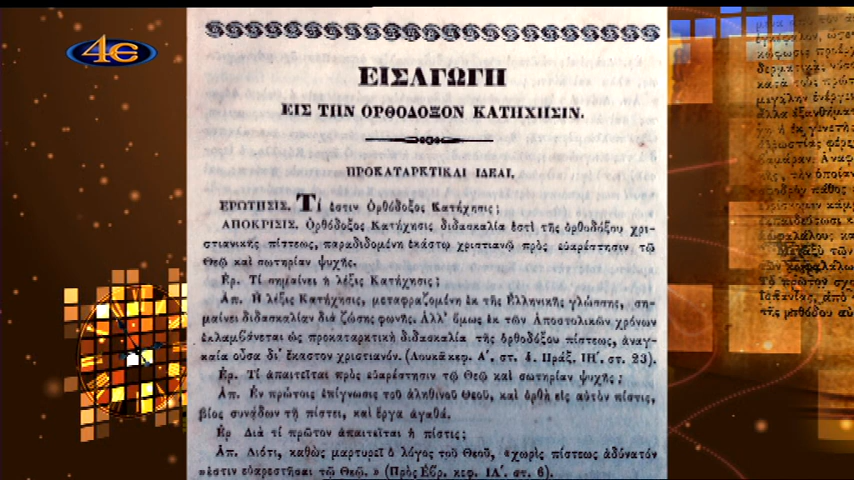 4Ε
ΕΙΣΑΓΩΓΗ
ΕΙΣ ΤΗΝ ΟΡΘΟΔΟΞΟΝ ΚΑΤΗΧΗΣΙΝ.
ΠΡΟΚΑΤΑΡΚΤΙΚΑΙ ΙΔΕΑΙ.
ΕΡΩΤΗΣΙΣ. Τί ἐστιν Ὀρθόδοξος Κατήχησις;
ΑΠΟΚΡΙΣΙΣ. Ὀρθόδοξος Κατήχησις διδασκαλία ἐστὶ τῆς ὀρθοδόξου χρι-
στιανικῆς πίστεως, παραδιδομένη ἑκάστῳ χριστιανῷ πρὸς εὐαρέστησιν τῷ
Θεῷ καὶ σωτηρίαν ψυχῆς.
Ἐρ. Τί σημαίνει ἡ λέξις Κατήχησις;
Ἀπ. Ἡ λέξις Κατήχησις, μεταφραζομένη ἐκ τῆς Ἑλληνικῆς γλώσσης, ση-
μαίνει διδασκαλίαν διὰ ζώσης φωνῆς. Ἀλλ' ὅμως ἐκ τῶν Ἀποστολικῶν χρόνων
ἐκλαμβάνεται ὡς προκαταρκτικὴ διδασκαλία τῆς ὀρθοδόξου πίστεως, ἀναγ-
καία οὖσα δι' ἕκαστον χριστιανόν. (Λουκᾶ κεφ. Α΄. στ. 4. Πράξ. ΙΗ΄. στ. 25).
Ἐρ. Τί ἀπαιτεῖται πρὸς εὐαρέστησιν τῷ Θεῷ καὶ σωτηρίαν ψυχῆς;
Ἀπ. Ἐν πρώτοις ἐπίγνωσις τοῦ ἀληθινοῦ Θεοῦ, καὶ ὀρθὴ εἰς αὐτὸν πίστις,
βίος συνᾴδων τῇ πίστει, καὶ ἔργα ἀγαθά.
Ἐρ Διὰ τί πρῶτον ἀπαιτεῖται ἡ πίστις;
Ἀπ. Διότι, καθὼς μαρτυρεῖ ὁ λόγος τοῦ Θεοῦ, «χωρὶς πίστεως ἀδύνατόν
»ἐστιν εὐαρεστῆσαι τῷ Θεῷ.» (Πρὸς Ἑβρ. κεφ. ΙΑ΄. στ. 6).